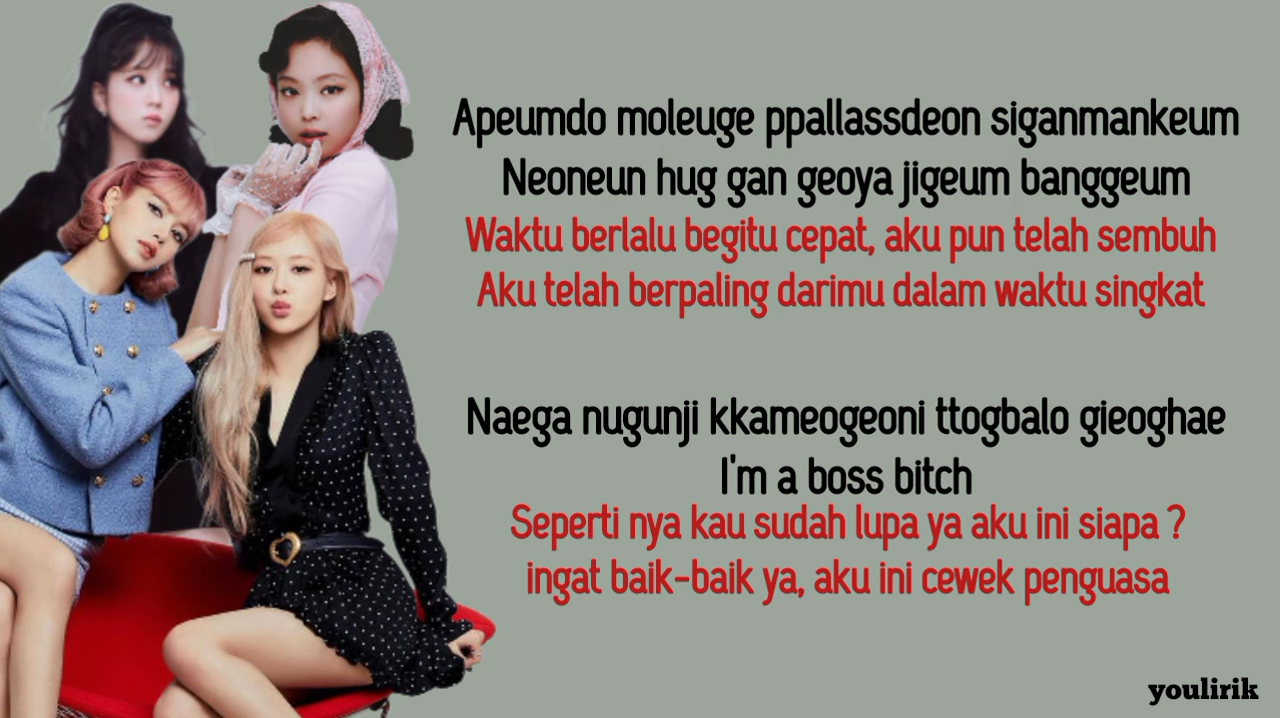 Apeumdo moleuge ppallassdeon siganmankeum
Neoneun hug gan geoya jigeum banggeum
Waktu berlalu begitu cepat, aku pun telah sembuh
Aku telah berpaling darimu dalam waktu singkat
Naega nugunji kkameogeoni ttogbalo gieoghae
I'm a boss bitch
Seperti nya kau sudah lupa ya aku ini siapa ?
ingat baik-baik ya, aku ini cewek penguasa
youlirik